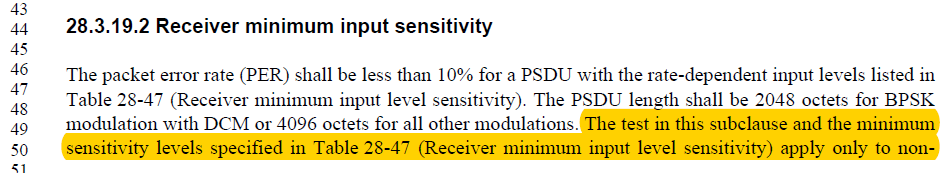 43
44 28.3.19.2 Receiver minimum input sensitivity
45
46 The packet error rate (PER) shall be less than 10% for a PSDU with the rate-dependent input levels listed in
47
48 Table 28-47 (Receiver minimum input level sensitivity). The PSDU length shall be 2048 octets for BPSK
49 modulation with DCM or 4096 octets for all other modulations. The test in this subclause and the minimum
50 sensitivity levels specified in Table 28-47 (Receiver minimum input level sensitivity) apply only to non-
51